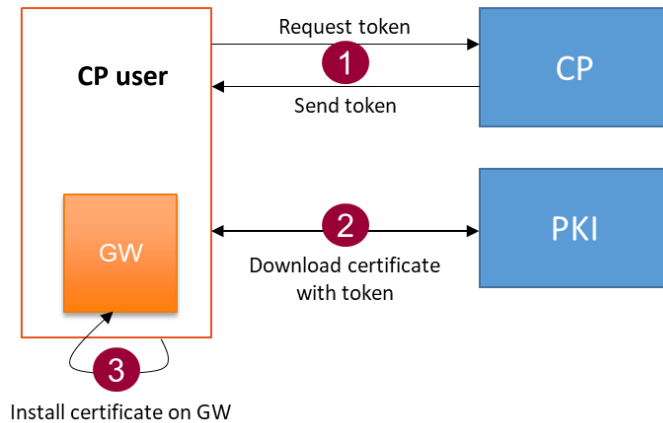 Request token
CP user
1
CP
Send token
GW
2
PKI
Download certificate
with token
3
Install certificate on GW